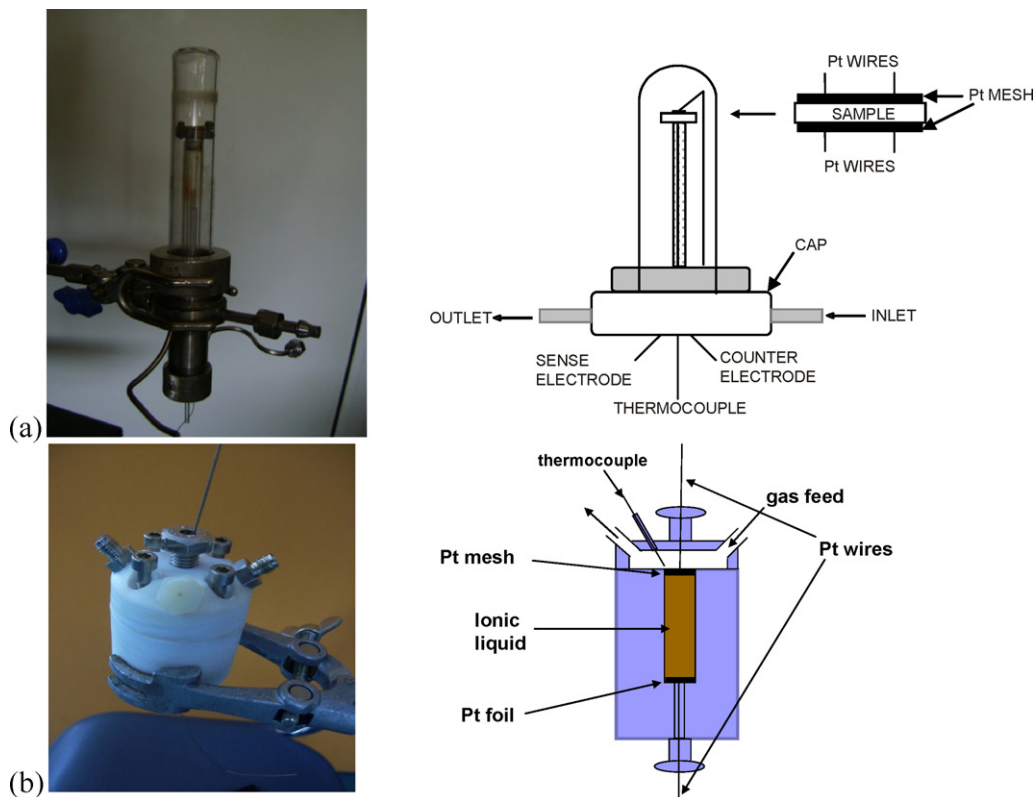 Pt WIRES
Pt MESH
SAMPLE
Pt WIRES
CAP
OUTLET
INLET
SENSE
ELECTRODE
COUNTER
ELECTRODE
THERMOCOUPLE
(a)
thermocouple
gas feed
Pt mesh
Pt wires
Ionic
liquid
Pt foil
(b)